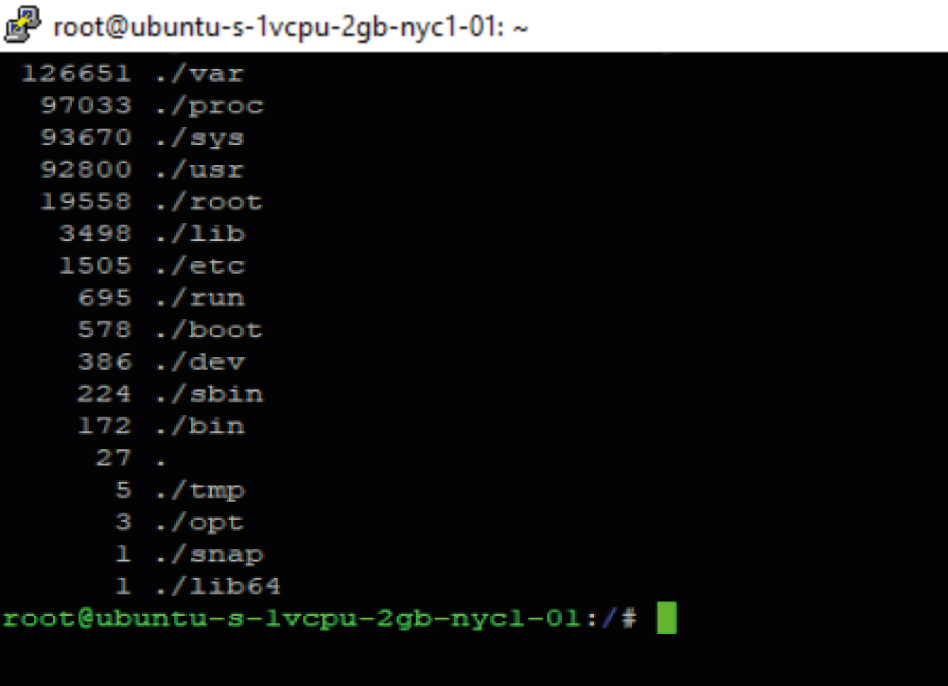 root@ubuntu-s-1vcpu-2gb-nyc1-01: ~
126651 ./var
97033 ./proc
93670 ./sys
92800 ./usr
19558 ./root
3498 ./lib
1505 ./etc
695 ./run
578 ./boot
386 ./dev
224 ./sbin
172 ./bin
27 .
5 ./tmp
3 ./opt
1 ./snap
1 ./lib64
root@ubuntu-s-1vcpu-2gb-nyc1-01:/#